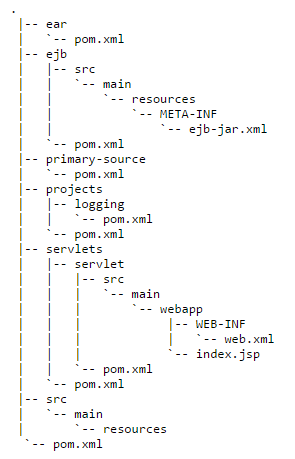 .
|-- ear
|   `-- pom.xml
|-- ejb
|   |-- src
|   |   `-- main
|   |       `-- resources
|   |           `-- META-INF
|   |               `-- ejb-jar.xml
|   `-- pom.xml
|-- primary-source
|   `-- pom.xml
|-- projects
|   |-- logging
|   |   `-- pom.xml
|   `-- pom.xml
|-- servlets
|   |-- servlet
|   |   |-- src
|   |   |   `-- main
|   |   |       `-- webapp
|   |   |           |-- WEB-INF
|   |   |           |   `-- web.xml
|   |   |           `-- index.jsp
|   |   `-- pom.xml
|   `-- pom.xml
|-- src
|   `-- main
|       `-- resources
`-- pom.xml